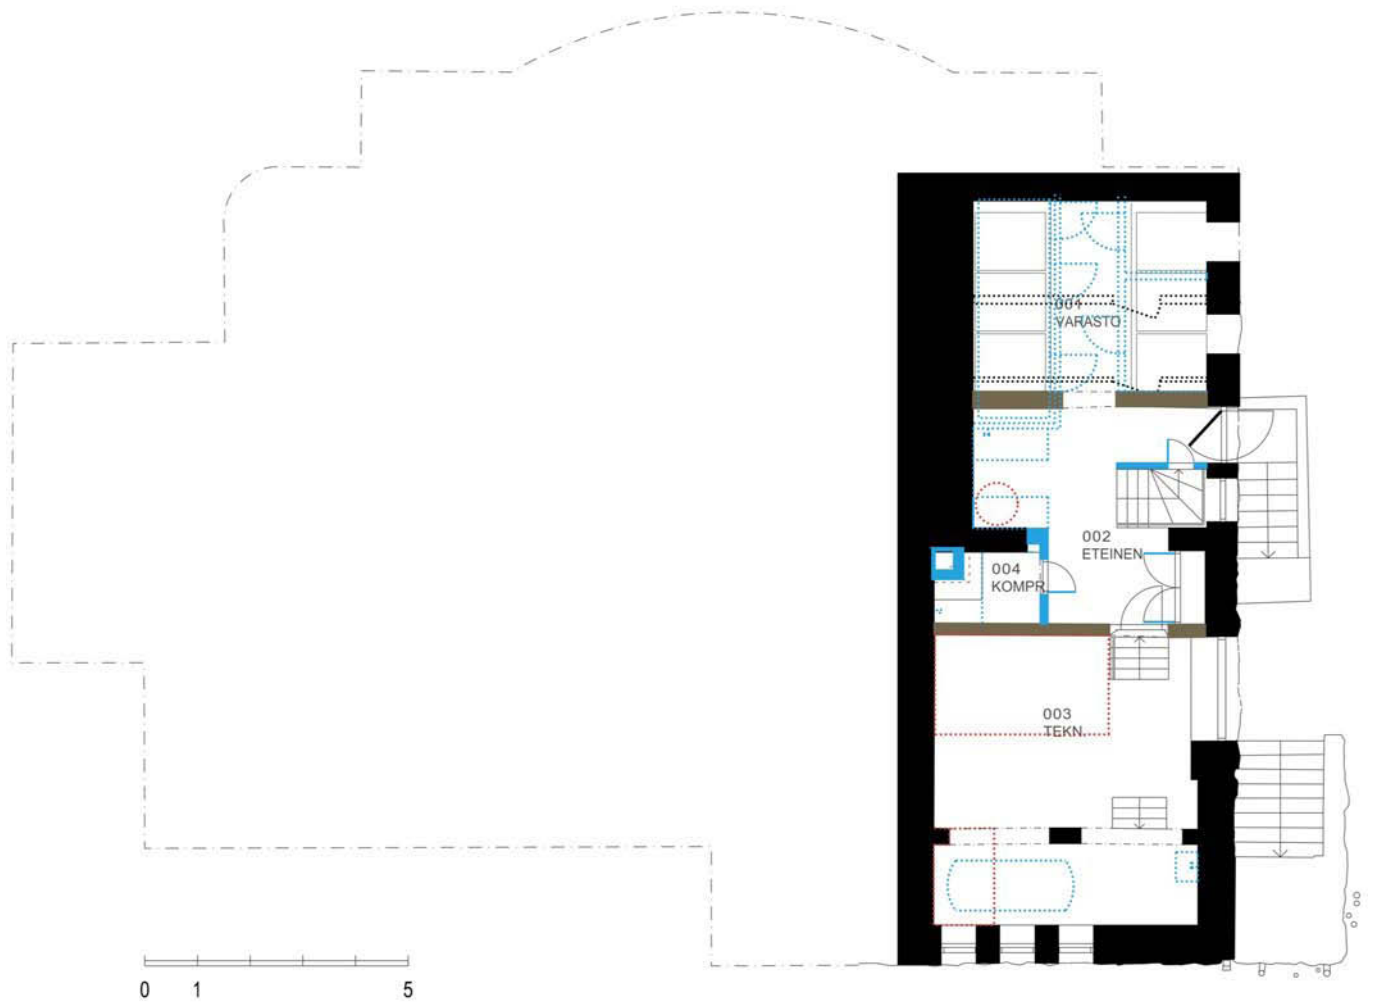 001
VARASTO
002
ETEINEN
004
KOMPR.
003
TEKN.
0 1 5